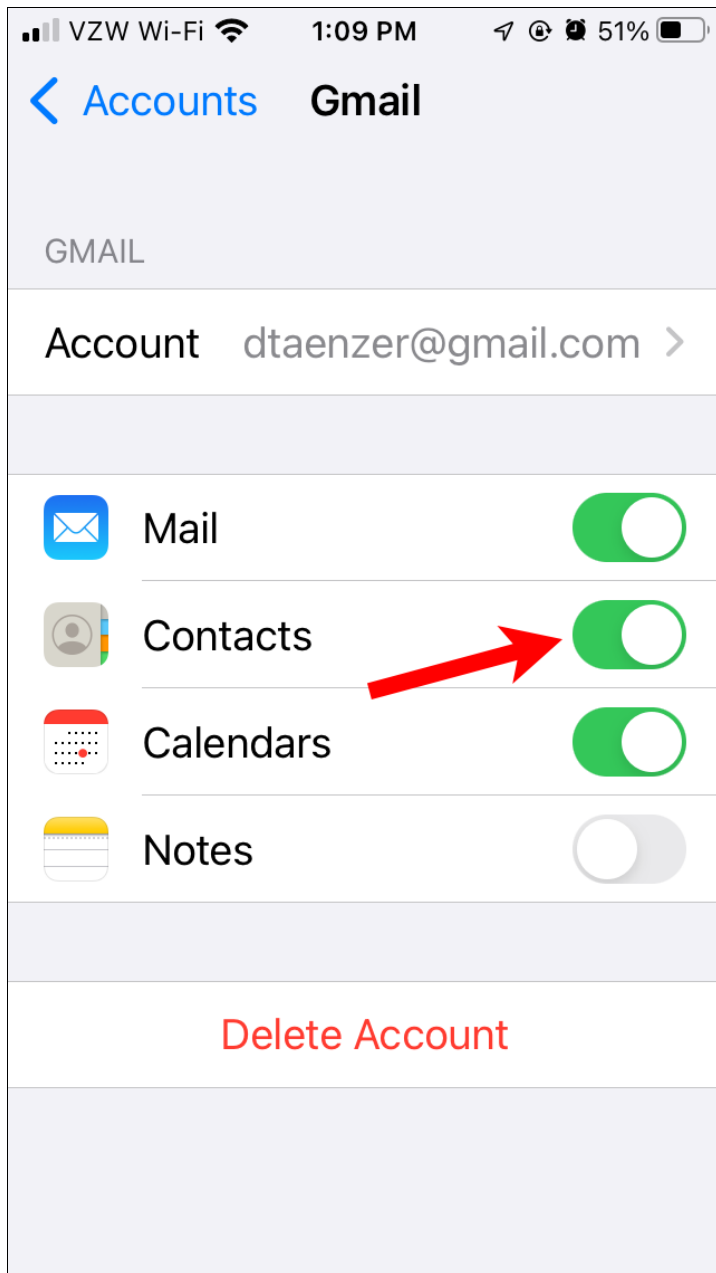 VZW Wi-Fi 1:09 PM 51%
Accounts Gmail
GMAIL
Account dtaenzer@gmail.com
Mail
Contacts
Calendars
Notes
Delete Account